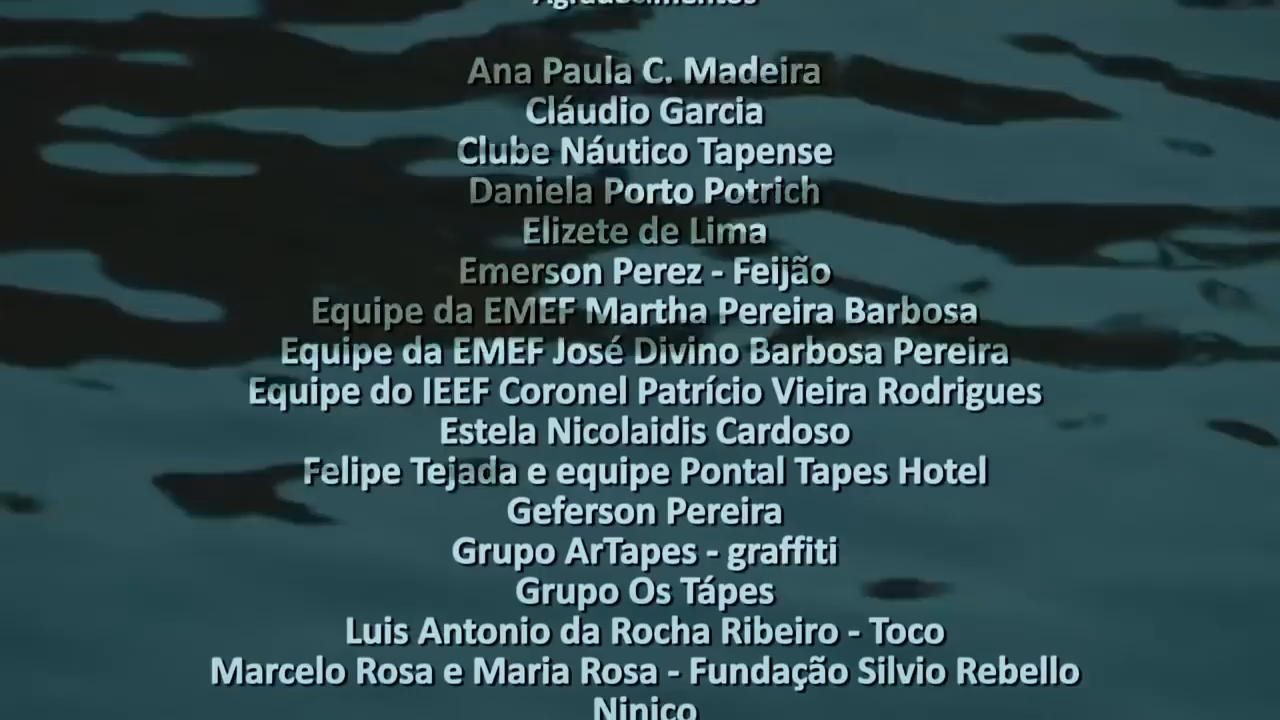 Agradecimentos
Ana Paula C. Madeira
Cláudio Garcia
Clube Náutico Tapense
Daniela Porto Potrich
Elizete de Lima
Emerson Perez - Feijão
Equipe da EMEF Martha Pereira Barbosa
Equipe da EMEF José Divino Barbosa Pereira
Equipe do IEEF Coronel Patrício Vieira Rodrigues
Estela Nicolaidis Cardoso
Felipe Tejada e equipe Pontal Tapes Hotel
Geferson Pereira
Grupo ArTapes - graffiti
Grupo Os Tápes
Luis Antonio da Rocha Ribeiro - Toco
Marcelo Rosa e Maria Rosa - Fundação Silvio Rebello
Ninico